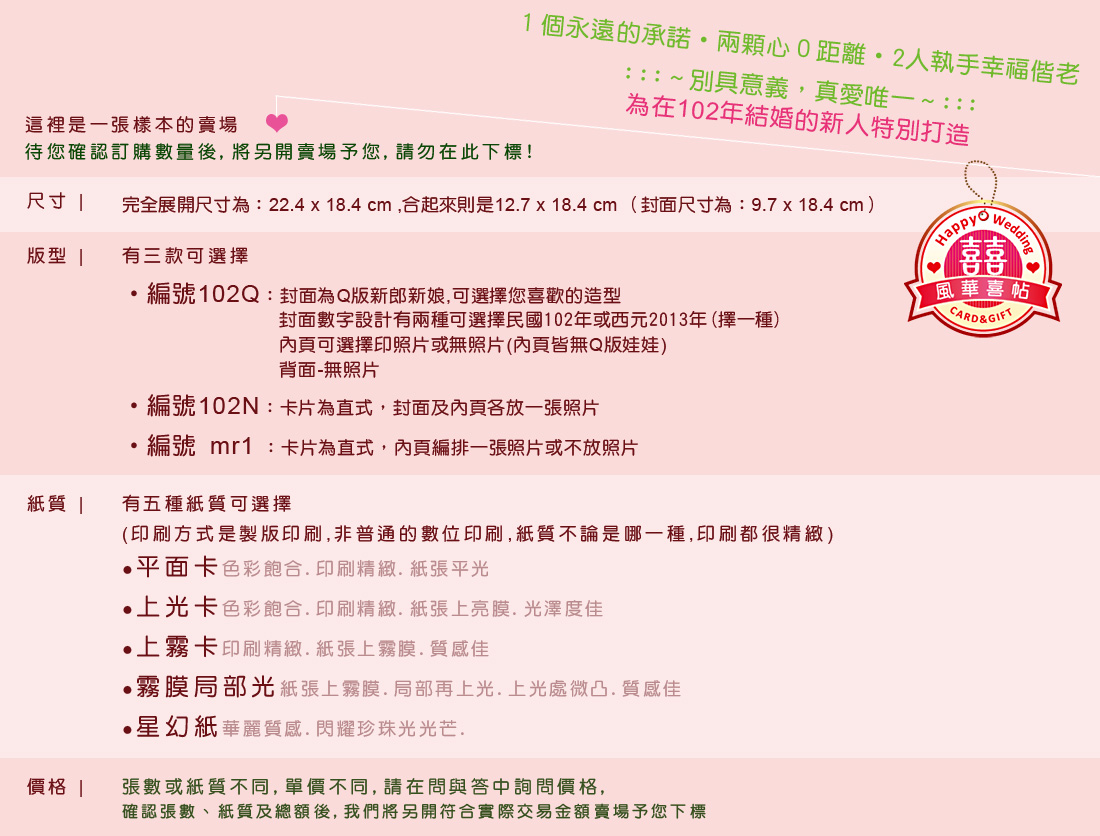 1個永遠的承諾・兩顆心0距離・2人執手幸福偕老
:::~別具意義，真愛唯一~:::
為在102年結婚的新人特別打造
這裡是一張樣本的賣場
待您確認訂購數量後,將另開賣場予您,請勿在此下標!
尺寸 | 完全展開尺寸為：22.4 x 18.4 cm ,合起來則是12.7 x 18.4 cm （封面尺寸為：9.7 x 18.4 cm）
Happy Wedding
囍
風華喜帖
CARD&GIFT
版型 | 有三款可選擇
・編號102Q：封面為Q版新郎新娘,可選擇您喜歡的造型
封面數字設計有兩種可選擇民國102年或西元2013年(擇一種)
內頁可選擇印照片或無照片(內頁皆無Q版娃娃)
背面-無照片
・編號102N：卡片為直式，封面及內頁各放一張照片
・編號 mr1 ：卡片為直式，內頁編排一張照片或不放照片
紙質 | 有五種紙質可選擇
(印刷方式是製版印刷,非普通的數位印刷,紙質不論是哪一種,印刷都很精緻)
●平面卡 色彩飽合.印刷精緻.紙張平光
●上光卡 色彩飽合.印刷精緻.紙張上亮膜.光澤度佳
●上霧卡 印刷精緻.紙張上霧膜.質感佳
●霧膜局部光 紙張上霧膜.局部再上光.上光處微凸.質感佳
●星幻紙 華麗質感.閃耀珍珠光光芒.
價格 | 張數或紙質不同,單價不同,請在問與答中詢問價格,
確認張數、紙質及總額後,我們將另開符合實際交易金額賣場予您下標